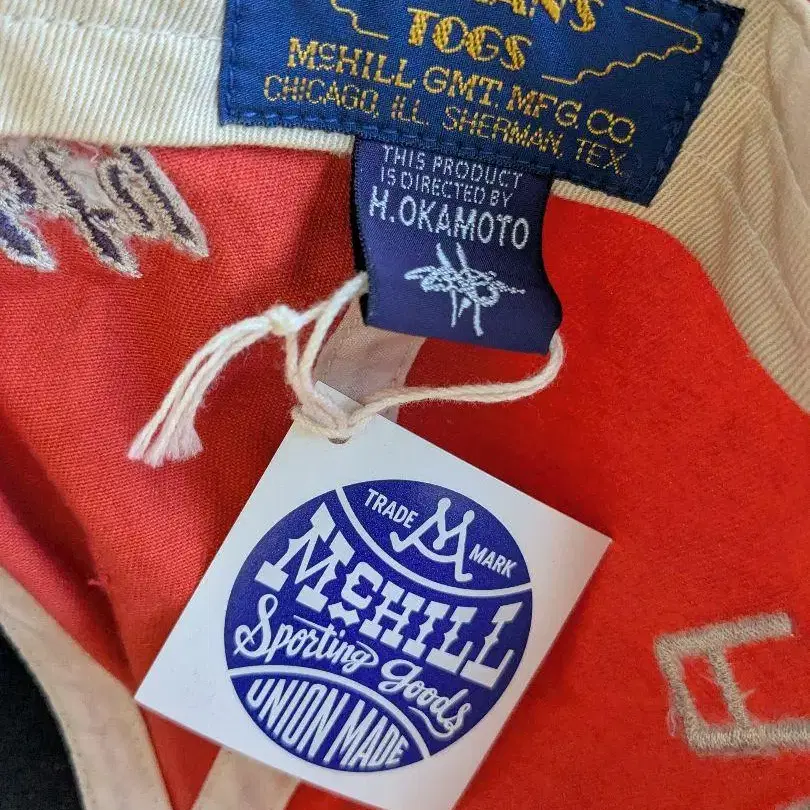 TOGS
McHILL GMT. MFG. CO.
CHICAGO, ILL. SHERMAN, TEX.
THIS PRODUCT
IS DIRECTED BY
H. OKAMOTO
TRADE MARK
McHILL
Sporting Goods
UNION MADE